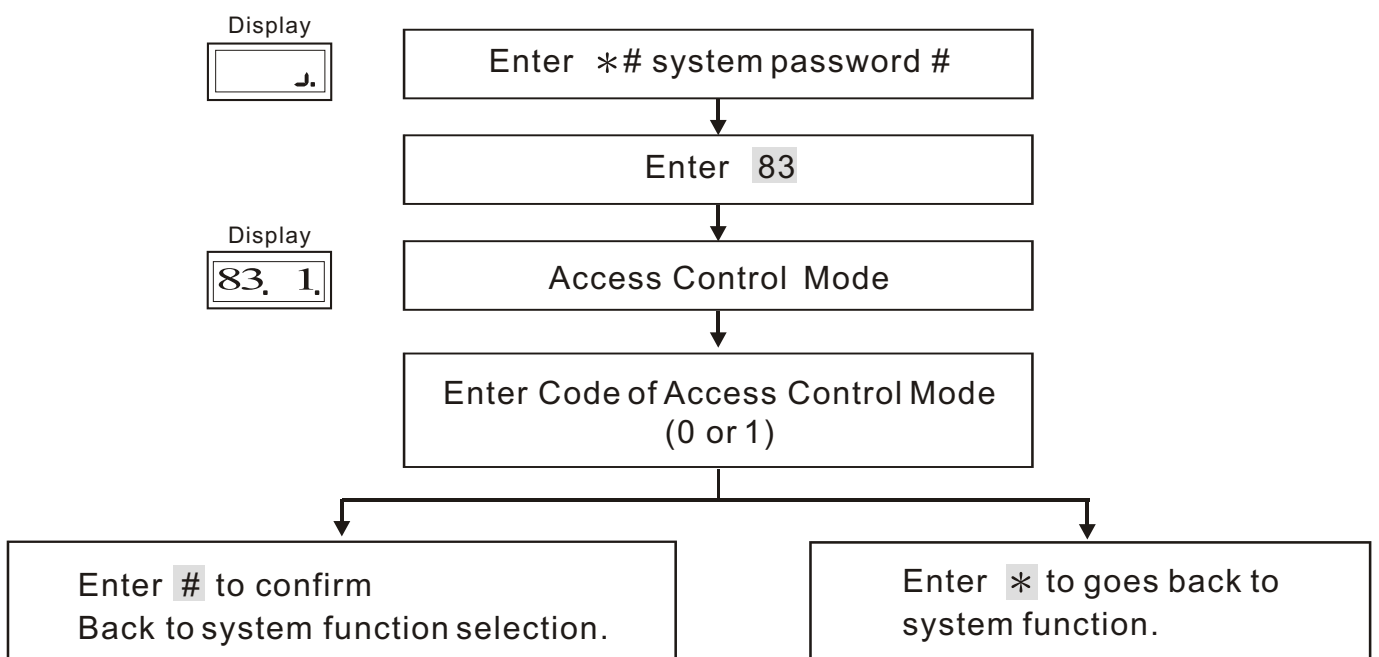 Display
Enter *# system password #
Enter 83
Display
83. 1.
Access Control Mode
Enter Code of Access Control Mode
(0 or 1)
Enter # to confirm
Back to system function selection.
Enter * to goes back to
system function.